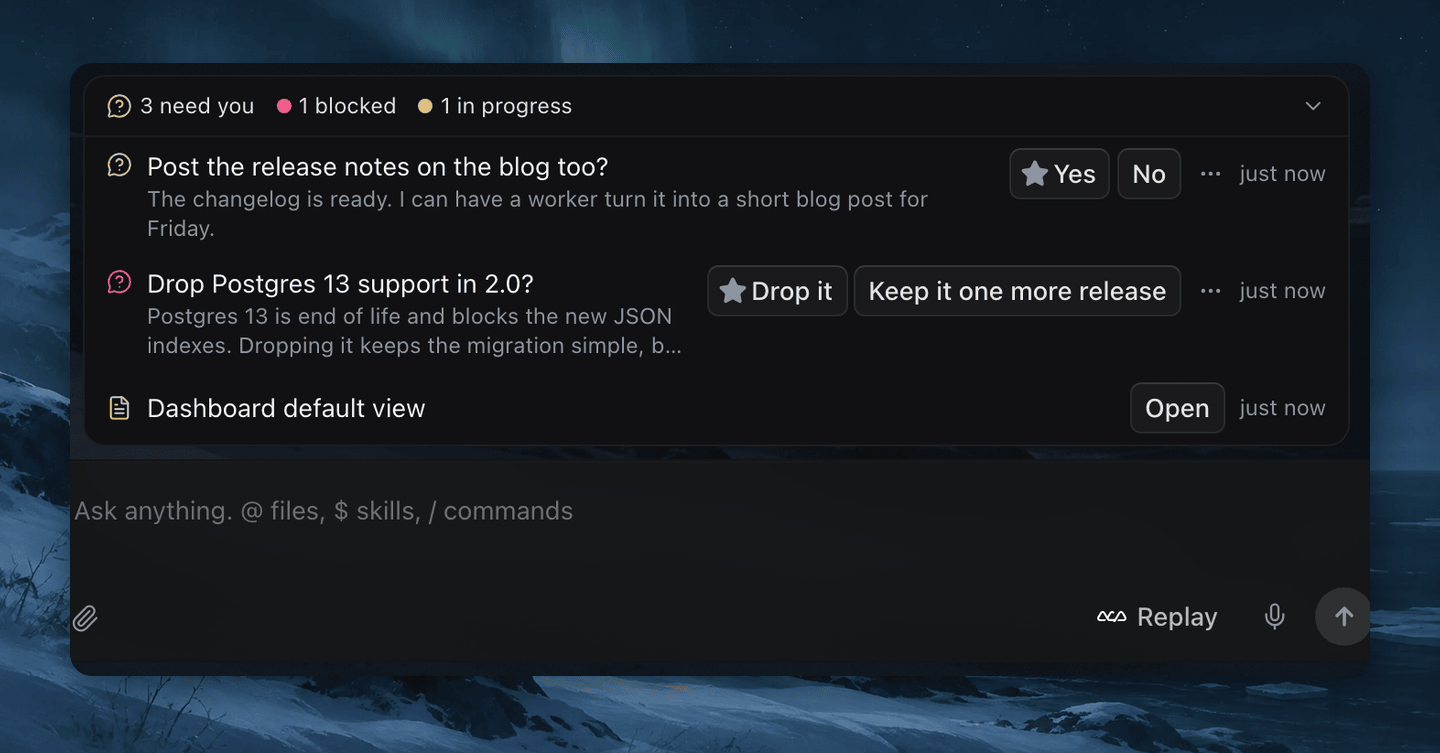 3 need you 1 blocked 1 in progress
Post the release notes on the blog too?
Yes No ... just now
The changelog is ready. I can have a worker turn it into a short blog post for
Friday.
Drop Postgres 13 support in 2.0?
Drop it Keep it one more release ... just now
Postgres 13 is end of life and blocks the new JSON
indexes. Dropping it keeps the migration simple, b...
Dashboard default view Open just now
Ask anything. @ files, $ skills, / commands
Replay